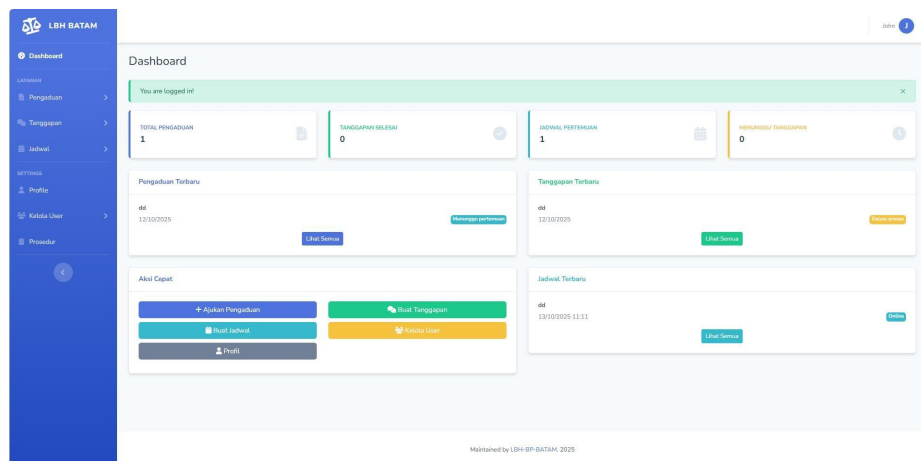 LBH BATAM
John J
Dashboard
Dashboard
You are logged in!
LAYANAN
Pengaduan
Tanggapan
Jadwal
SETTINGS
Profile
Kelola User
Prosedur
TOTAL PENGADUAN
1
TANGGAPAN SELESAI
0
JADWAL PERTEMUAN
1
MENUNGGU TANGGAPAN
0
Pengaduan Terbaru
dd
12/10/2025 Menunggu pertemuan
Lihat Semua
Tanggapan Terbaru
dd
12/10/2025 Dalam proses
Lihat Semua
Aksi Cepat
+ Ajukan Pengaduan
Buat Tanggapan
Buat Jadwal
Kelola User
Profil
Jadwal Terbaru
dd
13/10/2025 11:11 Online
Lihat Semua
Maintained by LBH-BP-BATAM, 2025